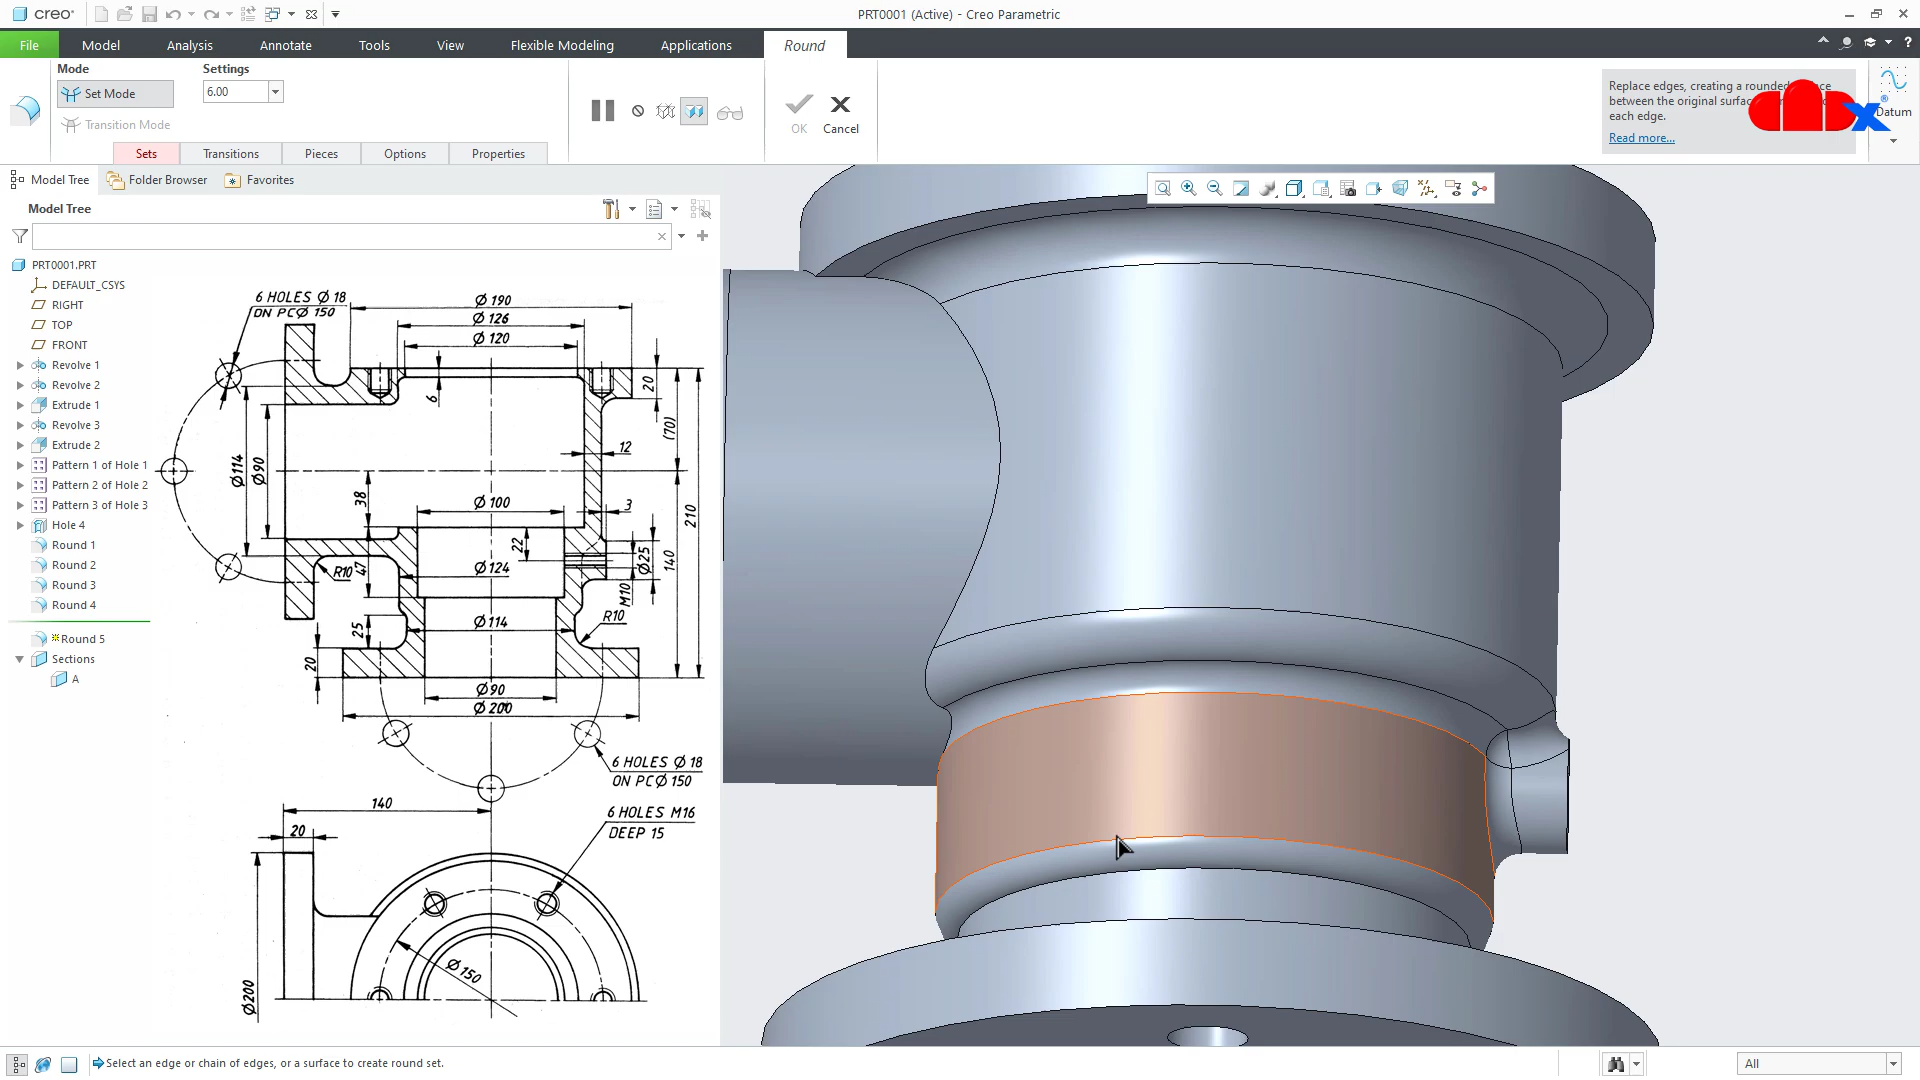 creo
PRT0001 (Active) - Creo Parametric
File
Model
Analysis
Annotate
Tools
View
Flexible Modeling
Applications
Round
Mode
Settings
Set Mode
6.00
Transition Mode
OK
Cancel
Replace edges, creating a rounded
between the original surfac
each edge.
Read more...
Datum
Sets
Transitions
Pieces
Options
Properties
Model Tree
Folder Browser
Favorites
Model Tree
PRT0001.PRT
DEFAULT_CSYS
RIGHT
TOP
FRONT
Revolve 1
Revolve 2
Extrude 1
Revolve 3
Extrude 2
Pattern 1 of Hole 1
Pattern 2 of Hole 2
Pattern 3 of Hole 3
Hole 4
Round 1
Round 2
Round 3
Round 4
Round 5
Sections
A
6 HOLES Ø 18
ON PCØ 150
Ø 190
Ø 126
Ø 120
20
6
(70)
12
Ø114
Ø90
38
Ø 100
3
210
22
R10
47
Ø 124
Ø25
140
M10
R10
25
Ø114
20
Ø90
Ø 200
6 HOLES Ø 18
ON PCØ 150
140
6 HOLES M16
DEEP 15
20
Ø150
Ø200
Select an edge or chain of edges, or a surface to create round set.
All